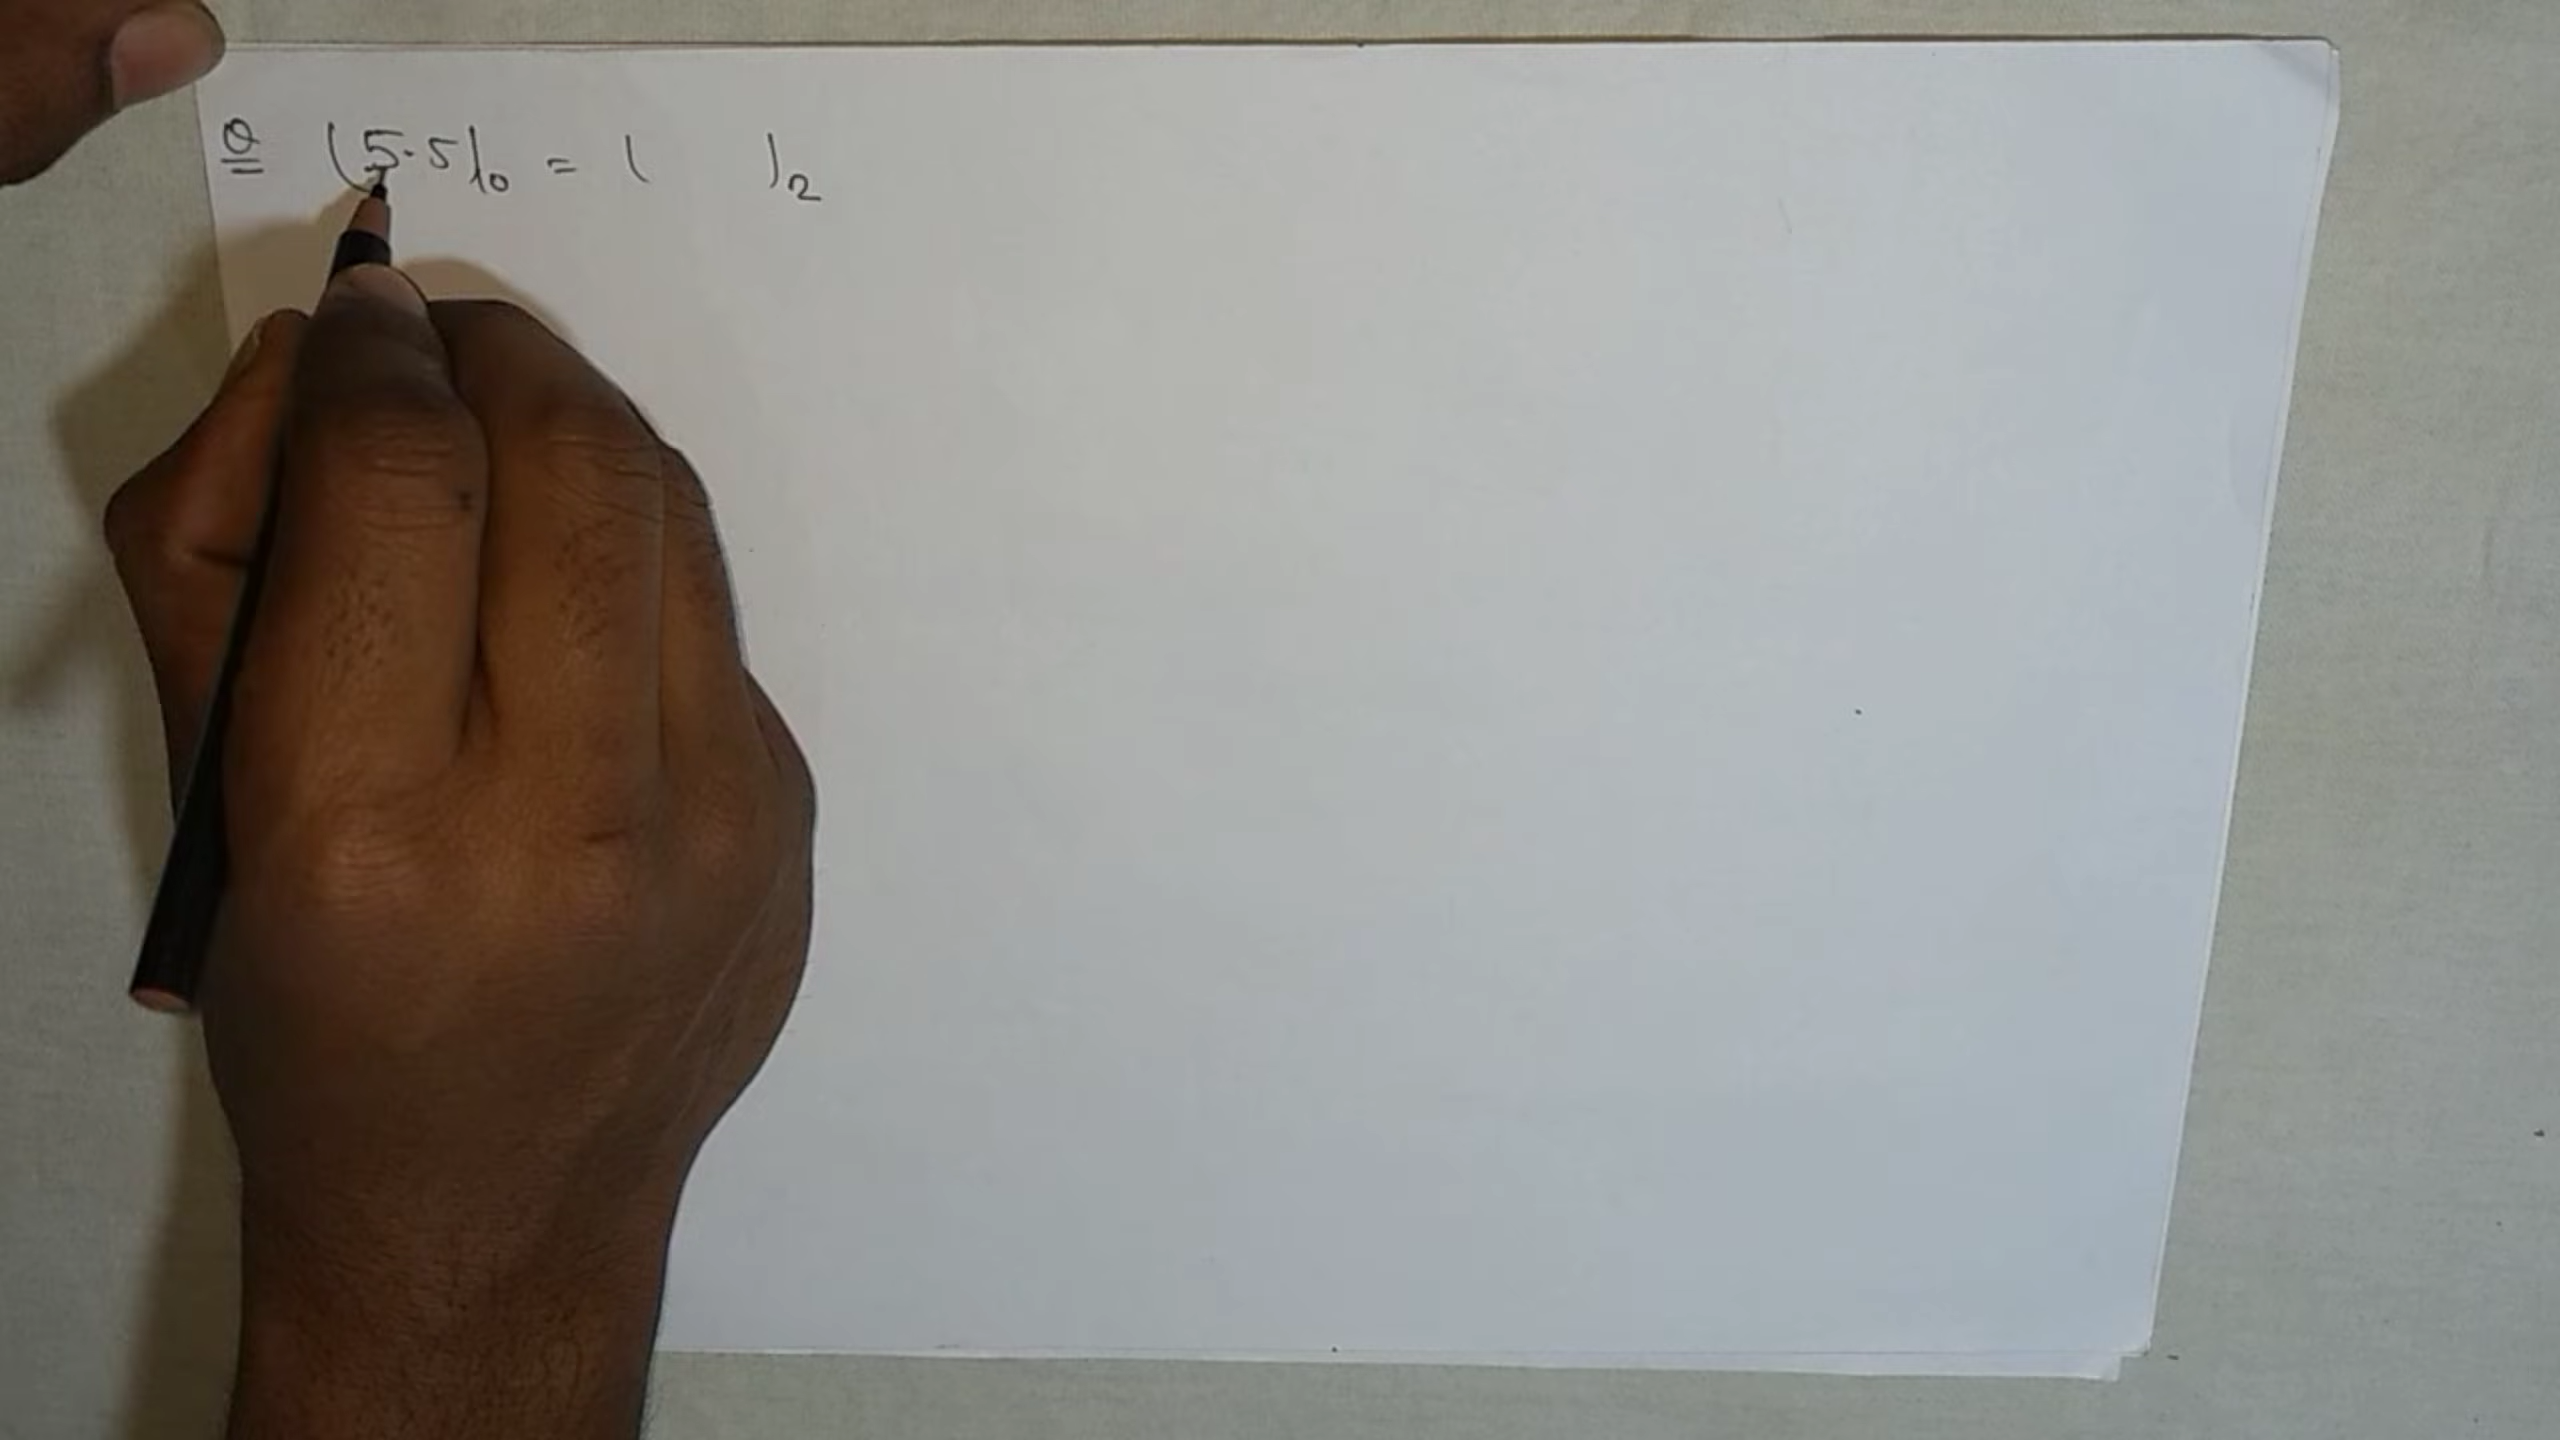 Q (5.5)10 = ( )2